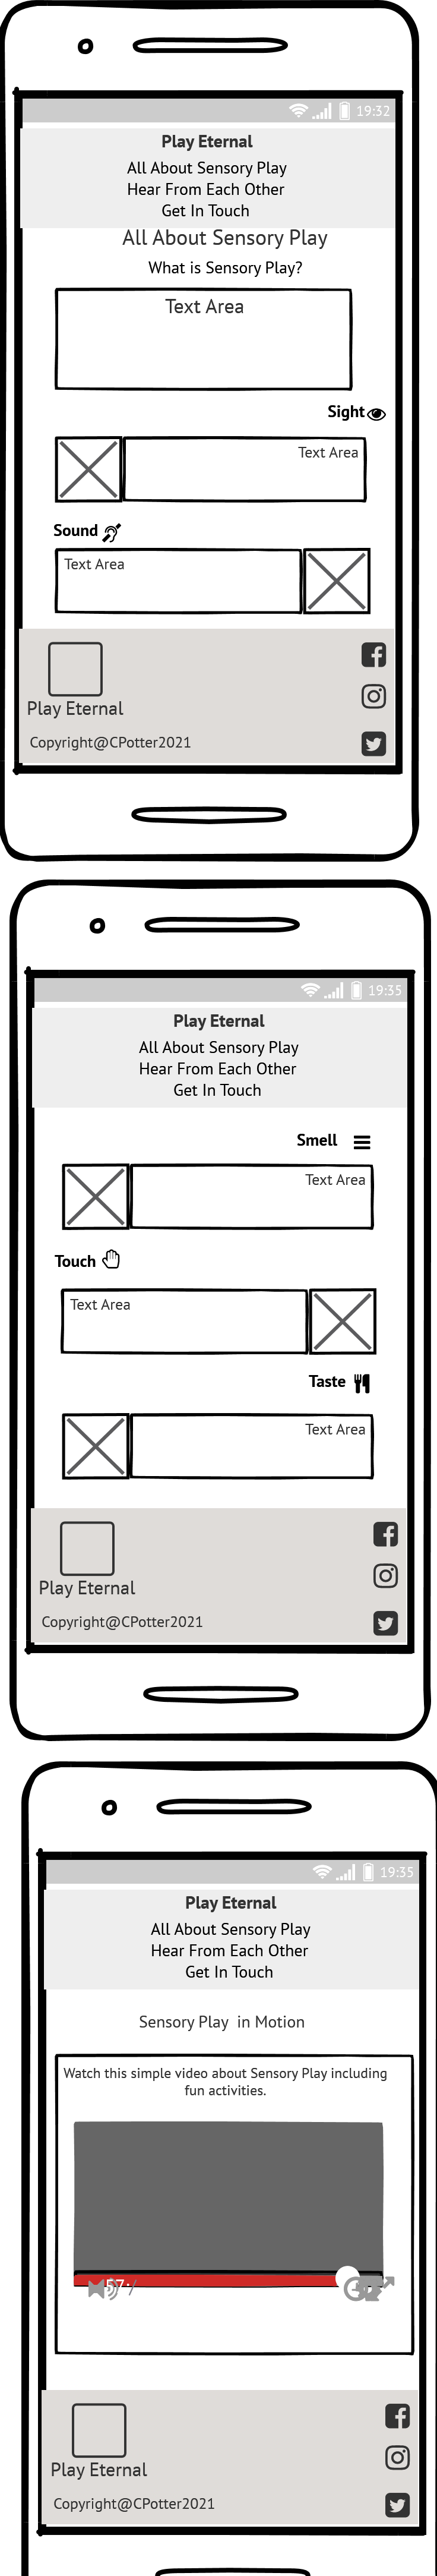 19:32
Play Eternal
All About Sensory Play
Hear From Each Other
Get In Touch
All About Sensory Play
What is Sensory Play?
Text Area
Sight
Text Area
Sound
Text Area
Play Eternal
Copyright@CPotter2021
19:35
Play Eternal
All About Sensory Play
Hear From Each Other
Get In Touch
Smell
Text Area
Touch
Text Area
Taste
Text Area
Play Eternal
Copyright@CPotter2021
19:35
Play Eternal
All About Sensory Play
Hear From Each Other
Get In Touch
Sensory Play in Motion
Watch this simple video about Sensory Play including
fun activities.
Play Eternal
Copyright@CPotter2021